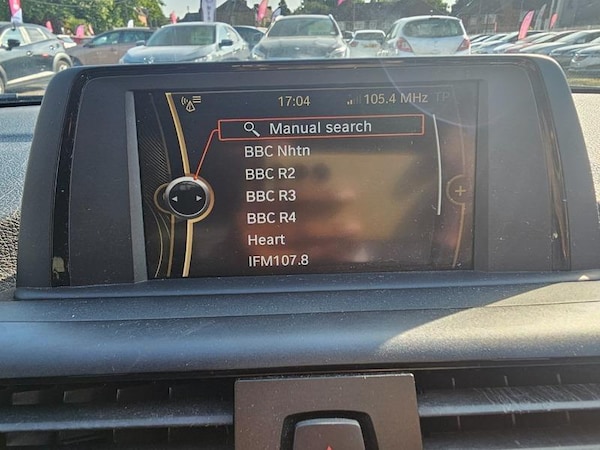 17:04 105.4 MHz TP
Manual search
BBC Nhtn
BBC R2
BBC R3
BBC R4
Heart
IFM107.8